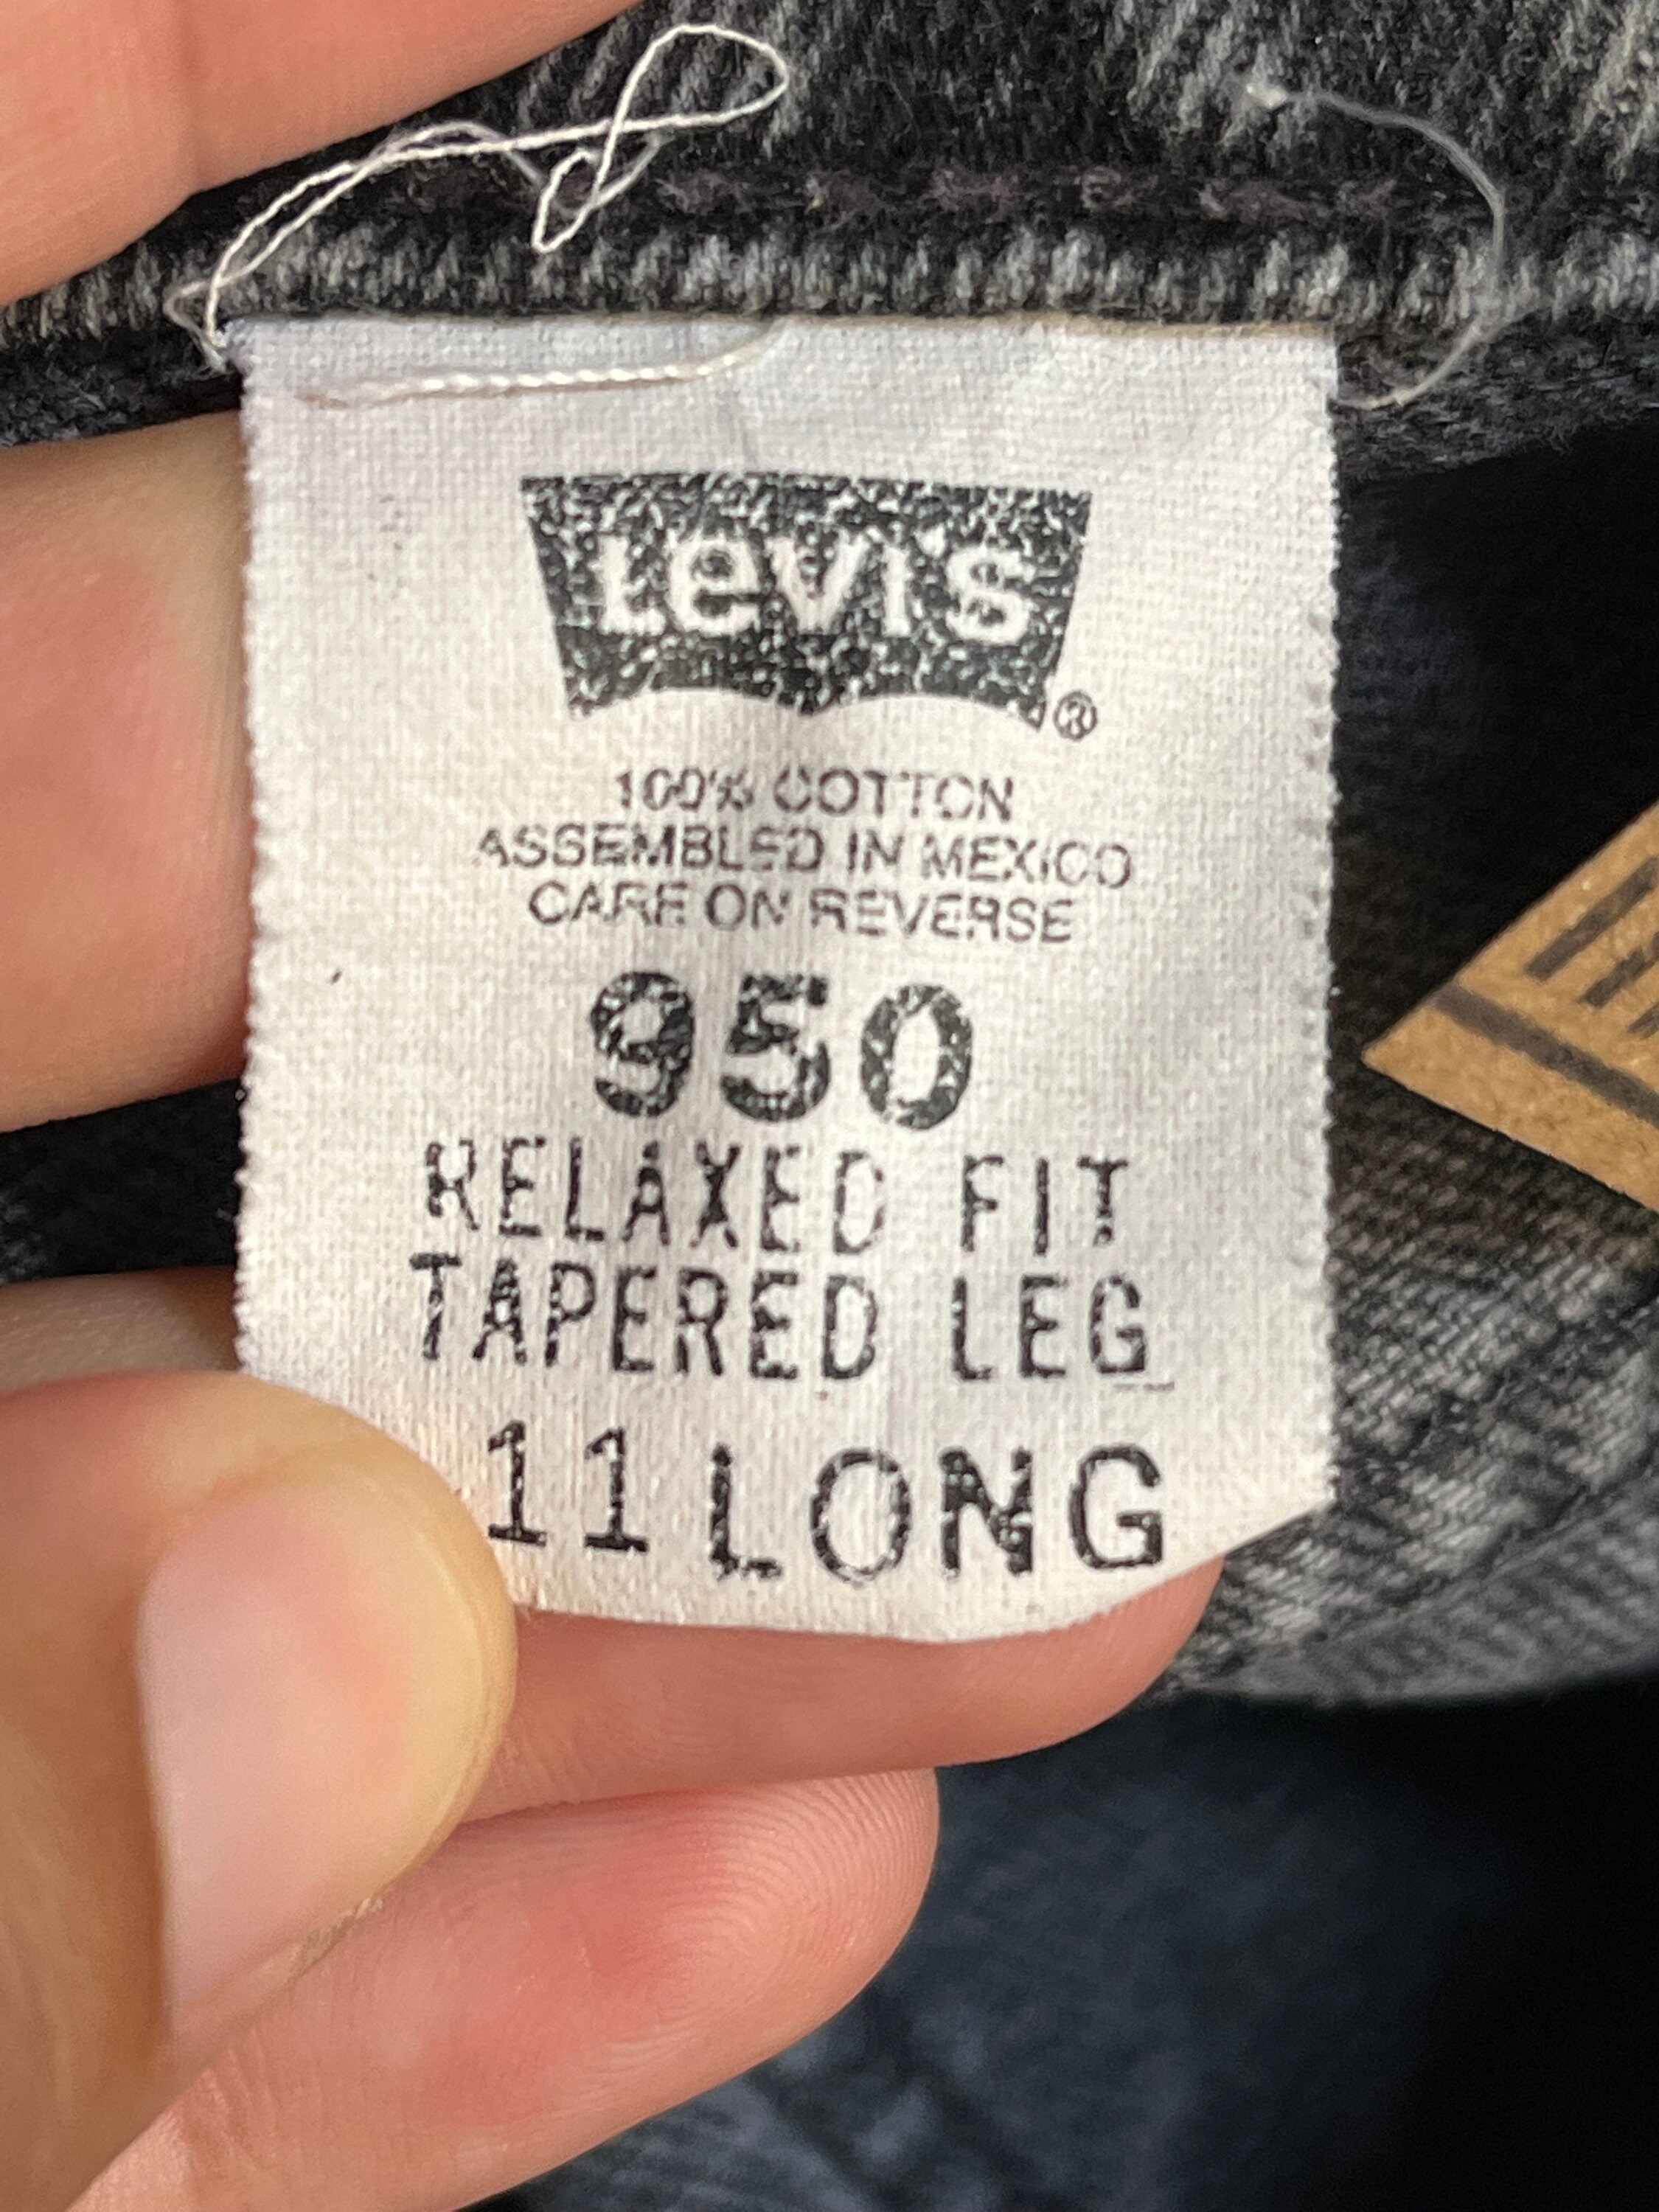 Levi's ®
100% COTTON
ASSEMBLED IN MEXICO
CARE ON REVERSE
950
RELAXED FIT
TAPERED LEG
11 LONG